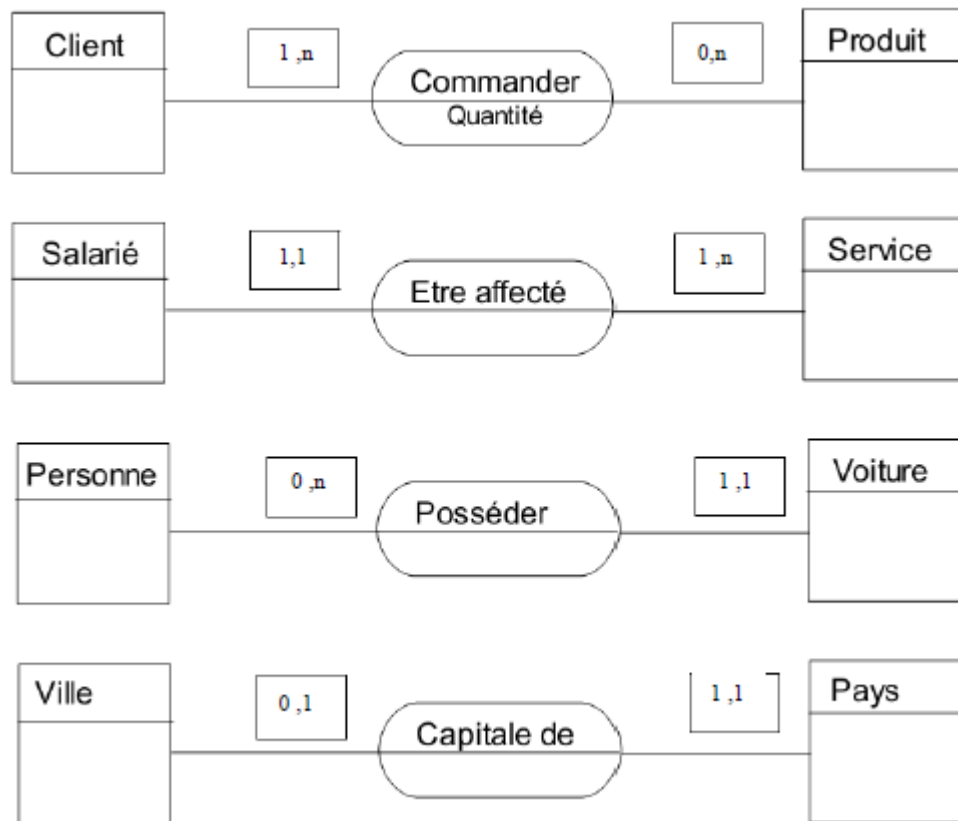 Client
1 ,n
Commander
Quantité
0,n
Produit
Salarié
1,1
Etre affecté
1 ,n
Service
Personne
0 ,n
Posséder
1 ,1
Voiture
Ville
0 ,1
Capitale de
1 ,1
Pays